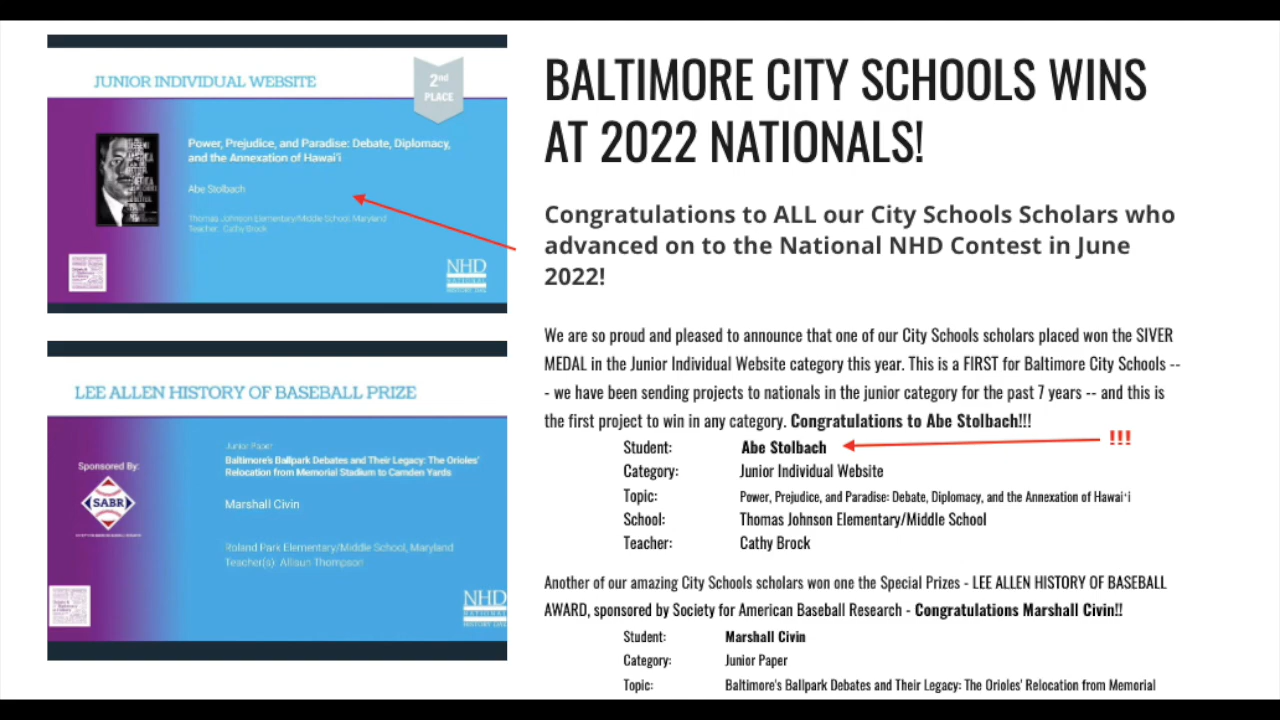 JUNIOR INDIVIDUAL WEBSITE
2nd
PLACE
Power, Prejudice, and Paradise: Debate, Diplomacy,
and the Annexation of Hawai'i
Abe Stolbach
Thomas Johnson Elementary/Middle School, Maryland
Teacher: Cathy Brock
NHD
LEE ALLEN HISTORY OF BASEBALL PRIZE
Junior Paper
Sponsored By:
Baltimore's Ballpark Debates and Their Legacy: The Orioles'
Relocation from Memorial Stadium to Camden Yards
SABR
Marshall Civin
Roland Park Elementary/Middle School, Maryland
Teacher(s): Allisun Thompson
NHD
BALTIMORE CITY SCHOOLS WINS
AT 2022 NATIONALS!
Congratulations to ALL our City Schools Scholars who
advanced on to the National NHD Contest in June
2022!
We are so proud and pleased to announce that one of our City Schools scholars placed won the SIVER
MEDAL in the Junior Individual Website category this year. This is a FIRST for Baltimore City Schools --
- we have been sending projects to nationals in the junior category for the past 7 years -- and this is
the first project to win in any category. Congratulations to Abe Stolbach!!!
Student: Abe Stolbach !!!
Category: Junior Individual Website
Topic: Power, Prejudice, and Paradise: Debate, Diplomacy, and the Annexation of Hawaiʻi
School: Thomas Johnson Elementary/Middle School
Teacher: Cathy Brock
Another of our amazing City Schools scholars won one the Special Prizes - LEE ALLEN HISTORY OF BASEBALL
AWARD, sponsored by Society for American Baseball Research - Congratulations Marshall Civin!!
Student: Marshall Civin
Category: Junior Paper
Topic: Baltimore's Ballpark Debates and Their Legacy: The Orioles' Relocation from Memorial